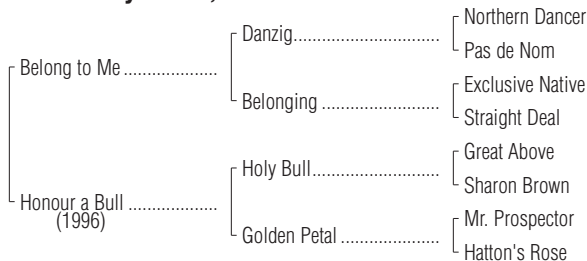 Northern Dancer
Danzig
Pas de Nom
Belong to Me
Exclusive Native
Belonging
Straight Deal
Great Above
Holy Bull
Sharon Brown
Honour a Bull
(1996)
Mr. Prospector
Golden Petal
Hatton's Rose